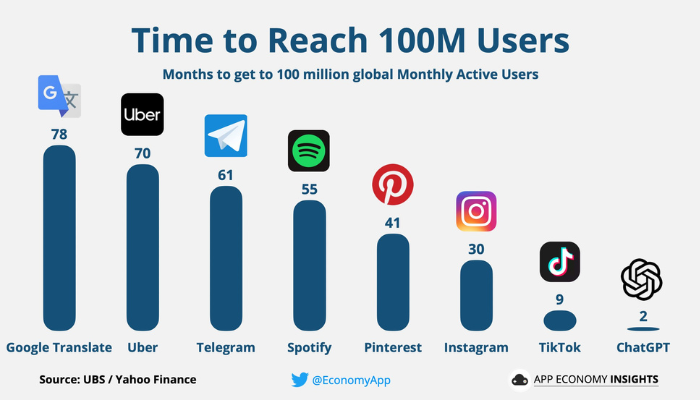 Time to Reach 100M Users
Months to get to 100 million global Monthly Active Users
G 文
Uber
78
70
61
55
41
30
9
2
Google Translate
Uber
Telegram
Spotify
Pinterest
Instagram
TikTok
ChatGPT
Source: UBS / Yahoo Finance
@EconomyApp
APP ECONOMY INSIGHTS